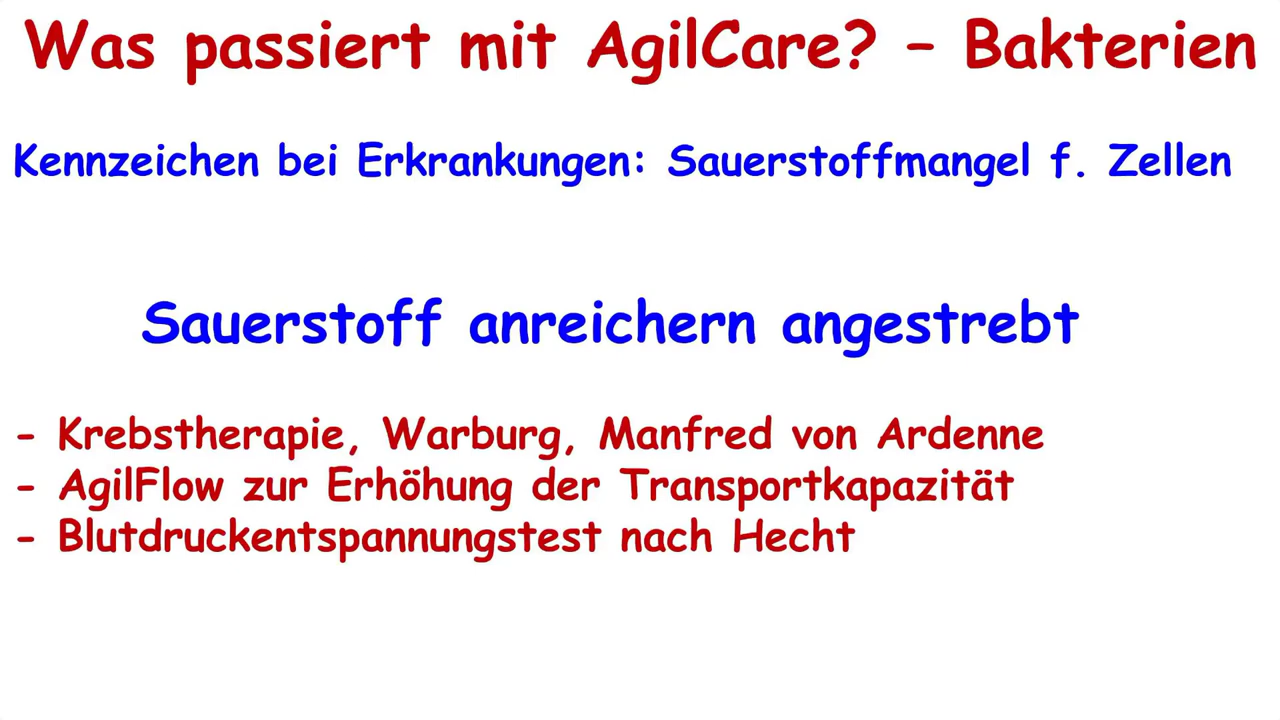 Was passiert mit AgilCare? – Bakterien
Kennzeichen bei Erkrankungen: Sauerstoffmangel f. Zellen
Sauerstoff anreichern angestrebt
- Krebstherapie, Warburg, Manfred von Ardenne
- AgilFlow zur Erhöhung der Transportkapazität
- Blutdruckentspannungstest nach Hecht